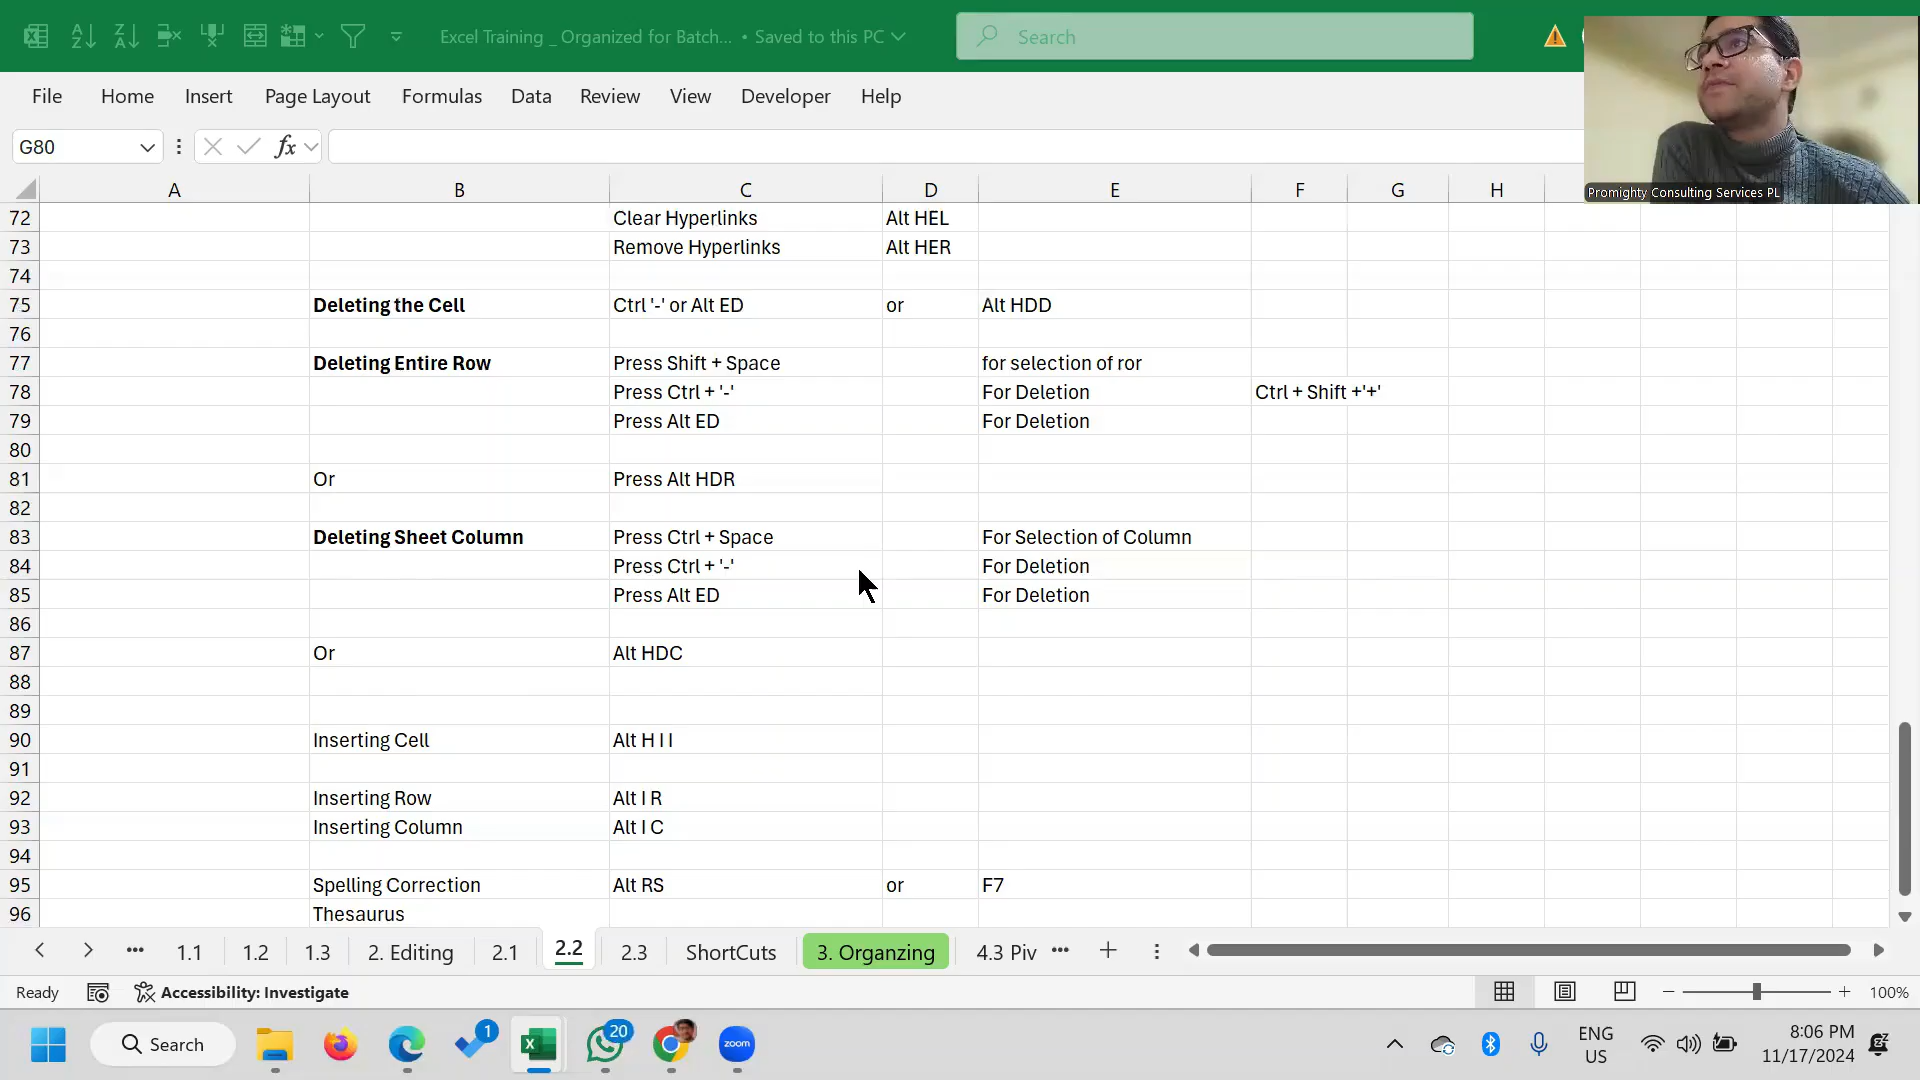 Excel Training _ Organized for Batch... • Saved to this PC
Search
File Home Insert Page Layout Formulas Data Review View Developer Help
Promighty Consulting Services PL
G80 fx
A B C D E F G H
72 Clear Hyperlinks Alt HEL
73 Remove Hyperlinks Alt HER
74
75 Deleting the Cell Ctrl '-' or Alt ED or Alt HDD
76
77 Deleting Entire Row Press Shift + Space for selection of ror
78 Press Ctrl + '-' For Deletion Ctrl + Shift +'+'
79 Press Alt ED For Deletion
80
81 Or Press Alt HDR
82
83 Deleting Sheet Column Press Ctrl + Space For Selection of Column
84 Press Ctrl + '-' For Deletion
85 Press Alt ED For Deletion
86
87 Or Alt HDC
88
89
90 Inserting Cell Alt H I I
91
92 Inserting Row Alt I R
93 Inserting Column Alt I C
94
95 Spelling Correction Alt RS or F7
96 Thesaurus
1.1 1.2 1.3 2. Editing 2.1 2.2 2.3 ShortCuts 3. Organzing 4.3 Piv
Ready Accessibility: Investigate 100%
Search 1 20 zoom ENG US 8:06 PM 11/17/2024